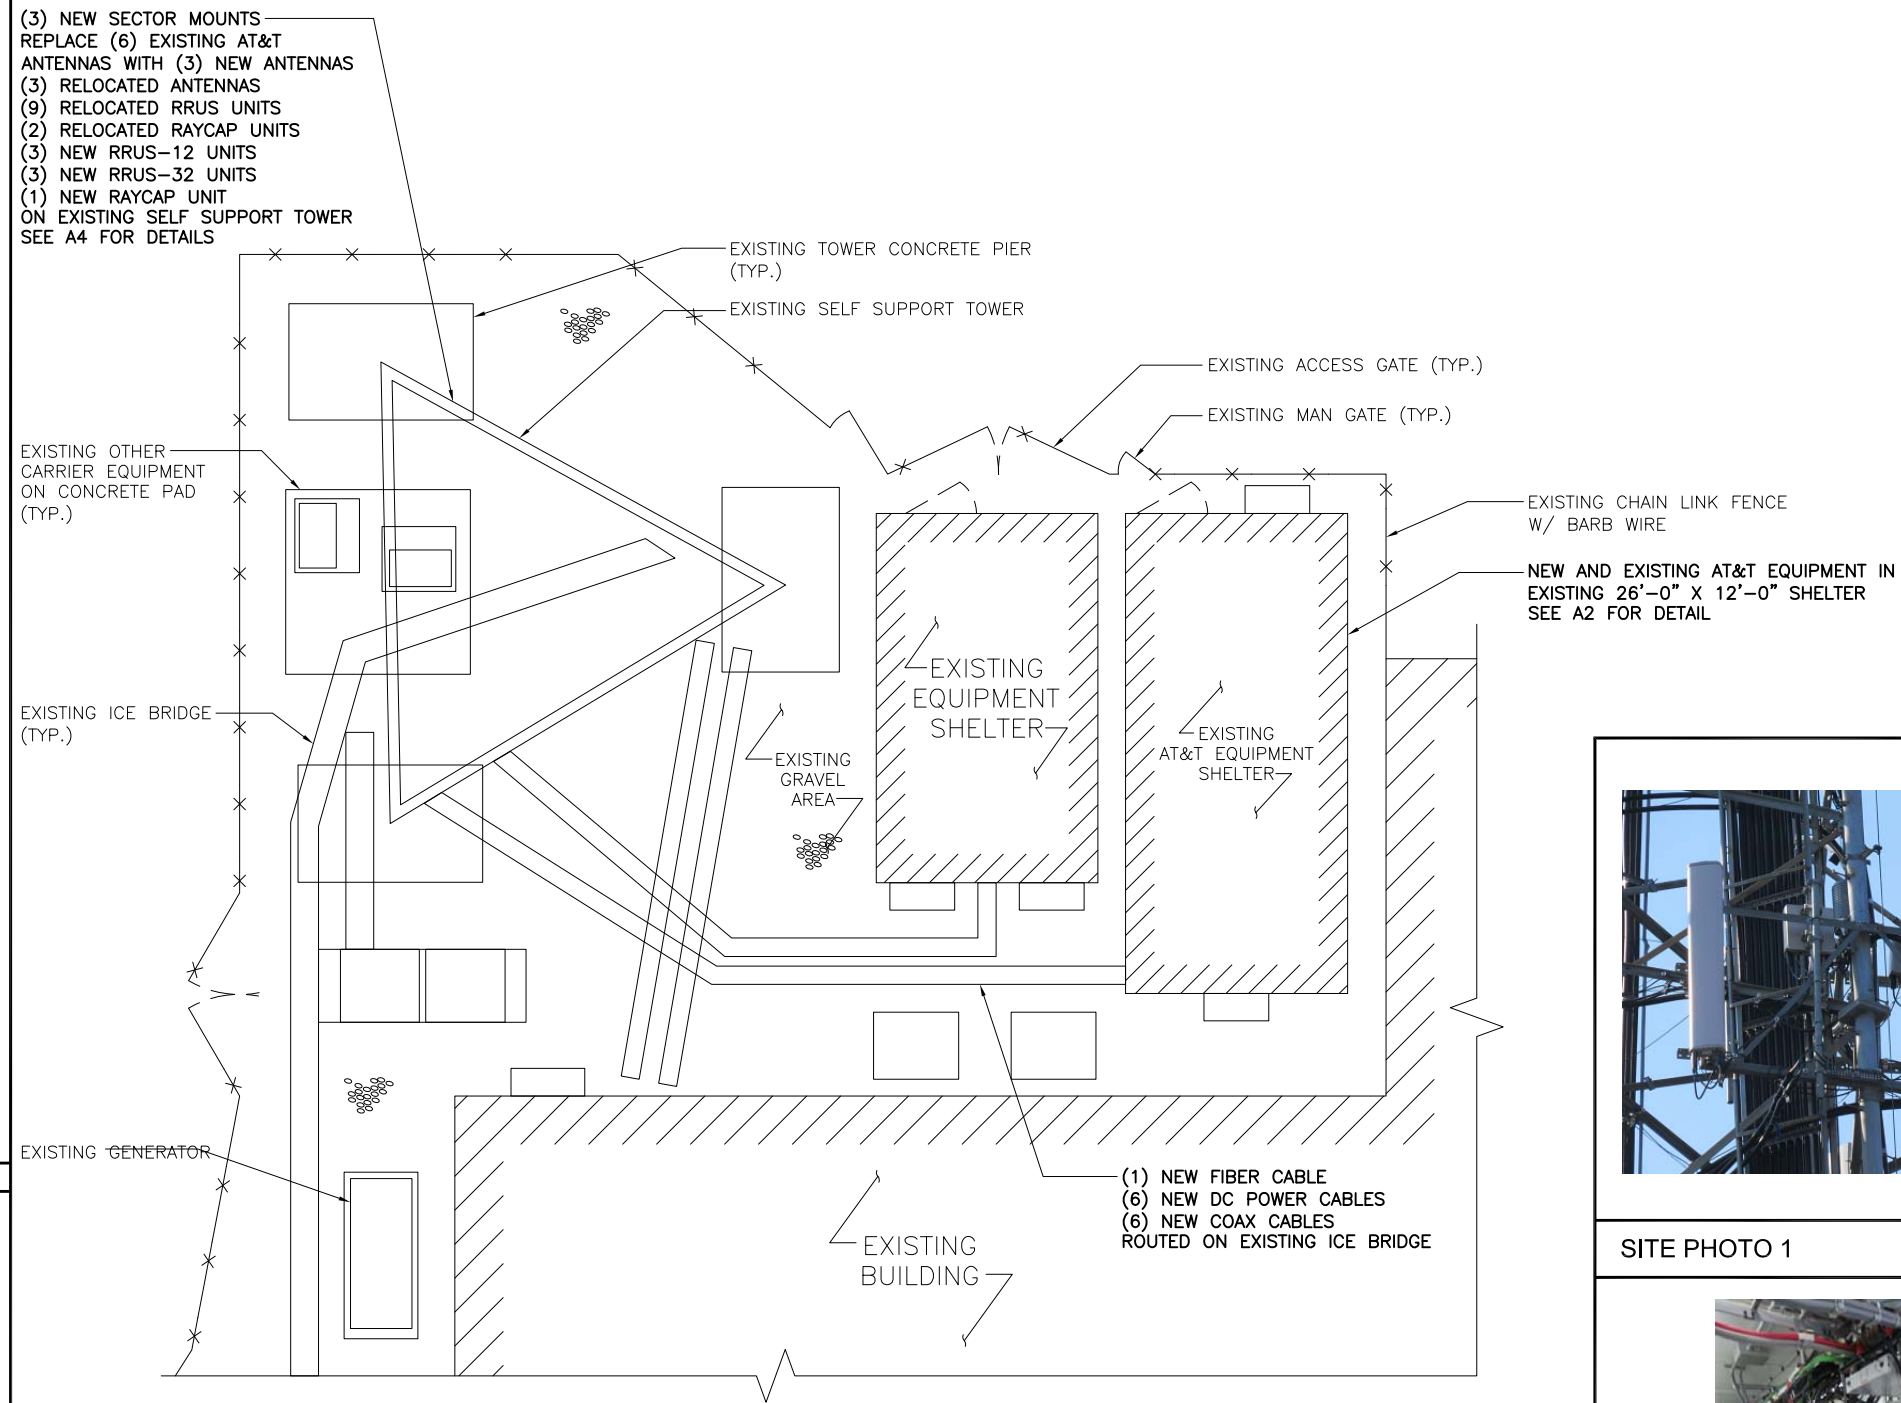 (3) NEW SECTOR MOUNTS
REPLACE (6) EXISTING AT&T
ANTENNAS WITH (3) NEW ANTENNAS
(3) RELOCATED ANTENNAS
(9) RELOCATED RRUS UNITS
(2) RELOCATED RAYCAP UNITS
(3) NEW RRUS-12 UNITS
(3) NEW RRUS-32 UNITS
(1) NEW RAYCAP UNIT
ON EXISTING SELF SUPPORT TOWER
SEE A4 FOR DETAILS
EXISTING TOWER CONCRETE PIER
(TYP.)
EXISTING SELF SUPPORT TOWER
EXISTING ACCESS GATE (TYP.)
EXISTING MAN GATE (TYP.)
EXISTING OTHER
CARRIER EQUIPMENT
ON CONCRETE PAD
(TYP.)
EXISTING CHAIN LINK FENCE
W/ BARB WIRE
NEW AND EXISTING AT&T EQUIPMENT IN
EXISTING 26'-0" X 12'-0" SHELTER
SEE A2 FOR DETAIL
EXISTING
EQUIPMENT
SHELTER
EXISTING
AT&T EQUIPMENT
SHELTER
EXISTING ICE BRIDGE
(TYP.)
EXISTING
GRAVEL
AREA
EXISTING GENERATOR
(1) NEW FIBER CABLE
(6) NEW DC POWER CABLES
(6) NEW COAX CABLES
ROUTED ON EXISTING ICE BRIDGE
EXISTING
BUILDING
SITE PHOTO 1